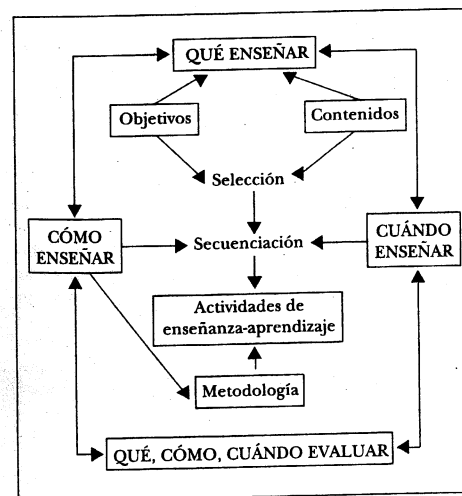 QUÉ ENSEÑAR
Objetivos
Contenidos
Selección
CÓMO
ENSEÑAR
Secuenciación
CUÁNDO
ENSEÑAR
Actividades de
enseñanza-aprendizaje
Metodología
QUÉ, CÓMO, CUÁNDO EVALUAR